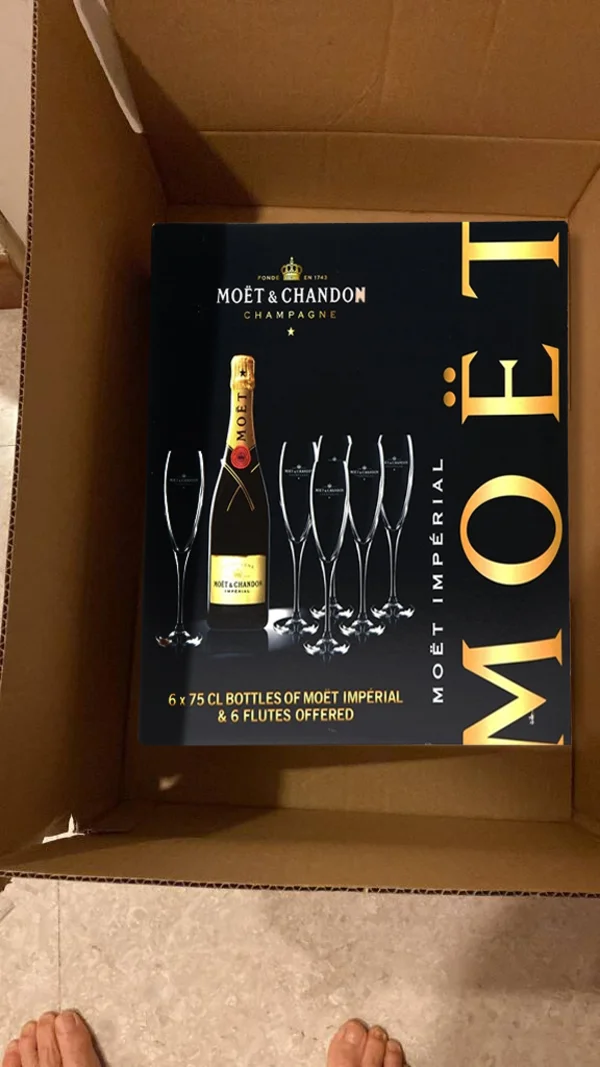 FONDÉ EN 1743
MOËT & CHANDON
CHAMPAGNE
MOËT
MOËT & CHANDON
IMPÉRIAL
6 x 75 CL BOTTLES OF MOËT IMPÉRIAL
& 6 FLUTES OFFERED
MOËT IMPÉRIAL
MOËT